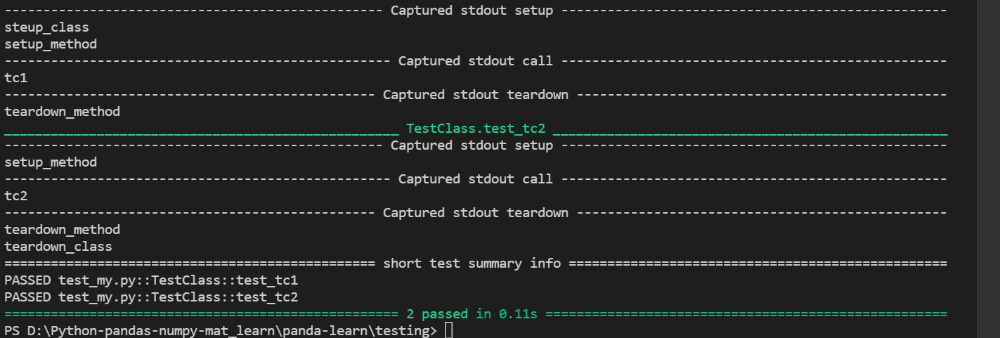 ------------------------------------------------- Captured stdout setup --------------------------------------------------
steup_class
setup_method
-------------------------------------------------- Captured stdout call --------------------------------------------------
tc1
------------------------------------------------ Captured stdout teardown ------------------------------------------------
teardown_method
___________________________________________________ TestClass.test_tc2 ___________________________________________________
------------------------------------------------- Captured stdout setup --------------------------------------------------
setup_method
-------------------------------------------------- Captured stdout call --------------------------------------------------
tc2
------------------------------------------------ Captured stdout teardown ------------------------------------------------
teardown_method
teardown_class
================================================ short test summary info =================================================
PASSED test_my.py::TestClass::test_tc1
PASSED test_my.py::TestClass::test_tc2
=================================================== 2 passed in 0.11s ====================================================
PS D:\Python-pandas-numpy-mat_learn\panda-learn\testing>